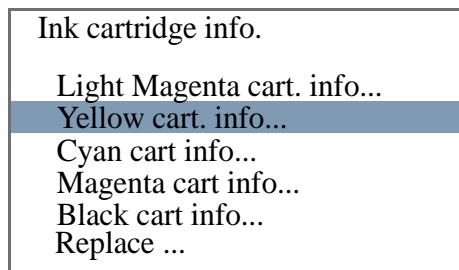 Ink cartridge info.
Light Magenta cart. info...
Yellow cart. info...
Cyan cart info...
Magenta cart info...
Black cart info...
Replace ...